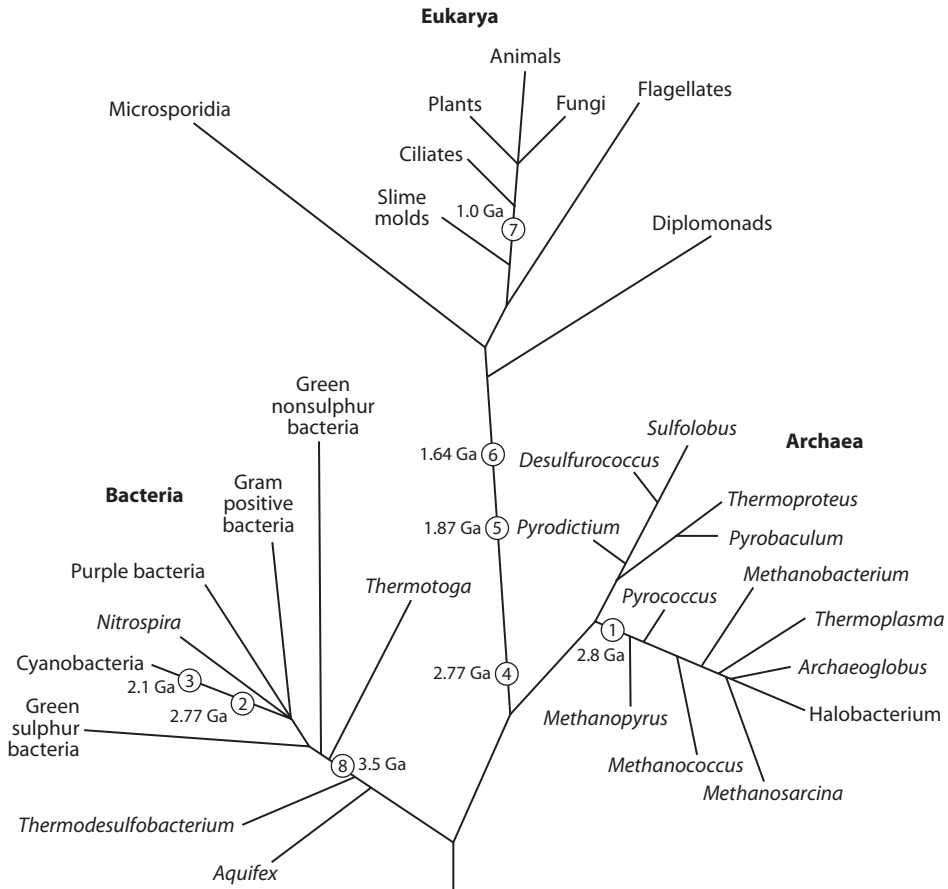 Eukarya
Animals
Microsporidia
Plants
Fungi
Flagellates
Ciliates
Slime
molds
1.0 Ga
7
Diplomonads
Green
nonsulphur
bacteria
1.64 Ga
6
Sulfolobus
Archaea
Desulfurococcus
Bacteria
Gram
positive
bacteria
1.87 Ga
5
Thermoproteus
Pyrodictium
Pyrobaculum
Purple bacteria
Thermotoga
Methanobacterium
Pyrococcus
Nitrospira
Thermoplasma
1
2.8 Ga
Cyanobacteria
3
2.1 Ga
2
2.77 Ga
2.77 Ga
4
Archaeoglobus
Halobacterium
Methanopyrus
Green
sulphur
bacteria
8
3.5 Ga
Methanococcus
Methanosarcina
Thermodesulfobacterium
Aquifex